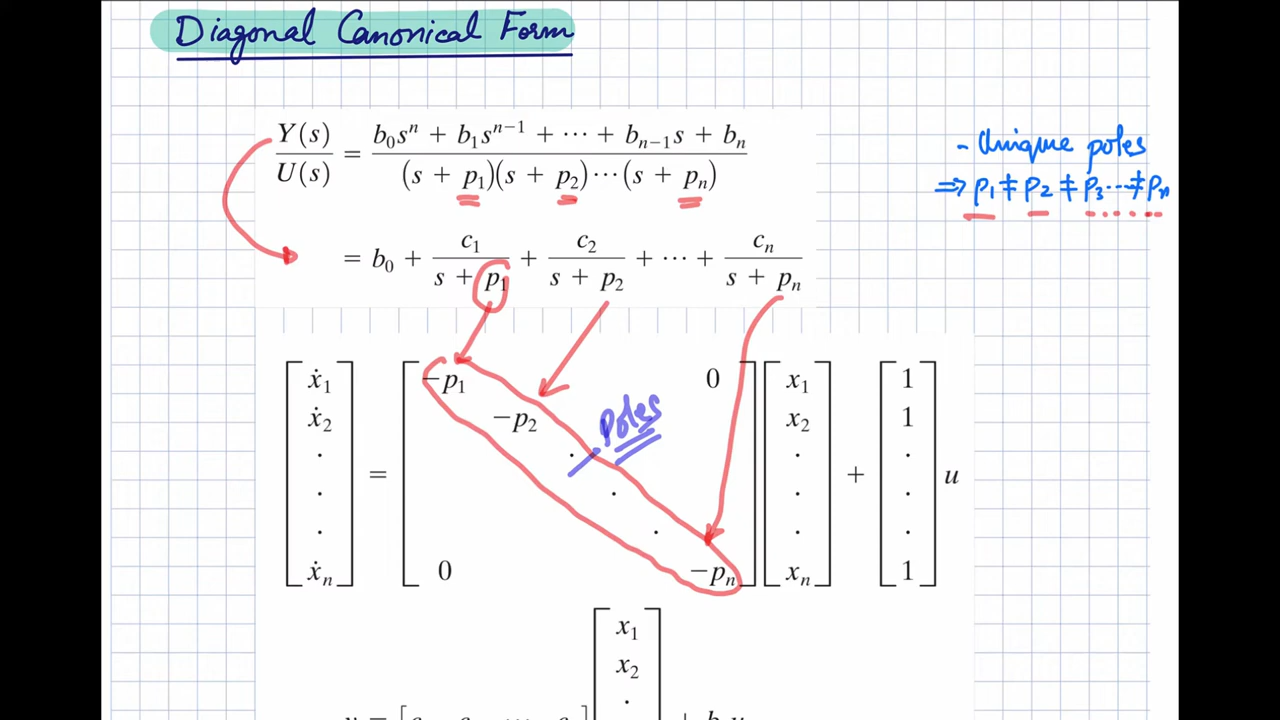 Diagonal Canonical Form
Y(s)/U(s) = (b₀sⁿ + b₁sⁿ⁻¹ + ⋯ + bₙ₋₁s + bₙ)/((s + p₁)(s + p₂)⋯(s + pₙ))
- Unique poles
⇒ p₁ ≠ p₂ ≠ p₃ ... ≠ pₙ
= b₀ + c₁/(s + p₁) + c₂/(s + p₂) + ⋯ + cₙ/(s + pₙ)
[ẋ₁] [-p₁ 0] [x₁] [1]
[ẋ₂] [-p₂ ] [x₂] [1]
Poles
[.] = [.] [.] + [.] u
[.] [.] [.] [.]
[.] [.] [.] [.]
[ẋₙ] [0 -pₙ] [xₙ] [1]
[x₁]
[x₂]
.